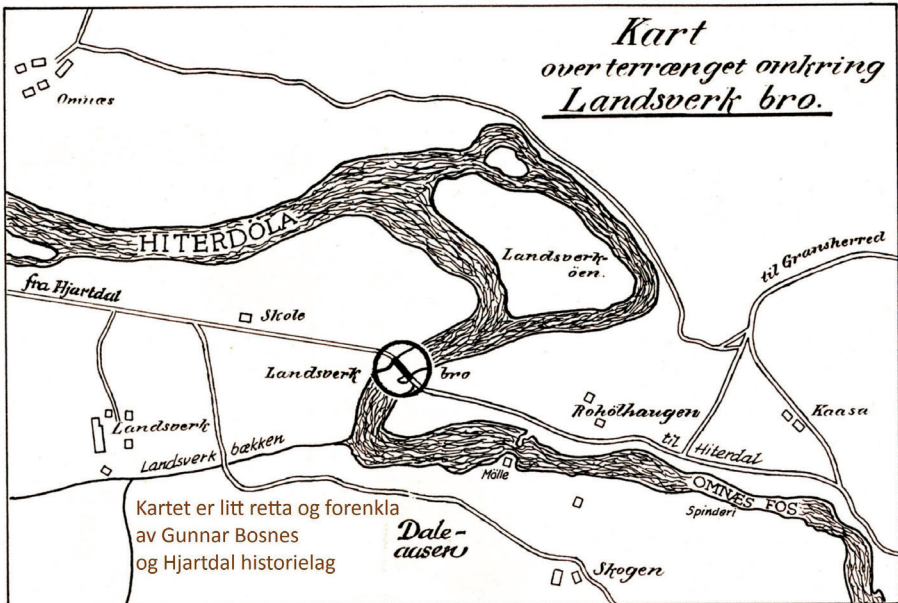 Kart
over terrænget omkring
Landsverk bro.
Omnæs
HITERDÖLA
Landsverk-
öen.
til Gransherred
fra Hjartdal
Skole
Landsverk bro
Rohölhaugen
Kaasa
til Hiterdal
Landsverk
Landsverk bækken
Mölle
OMNÆS FOS
Spinderi
Kartet er litt retta og forenkla
av Gunnar Bosnes
og Hjartdal historielag
Dale-
aasen
Skogen